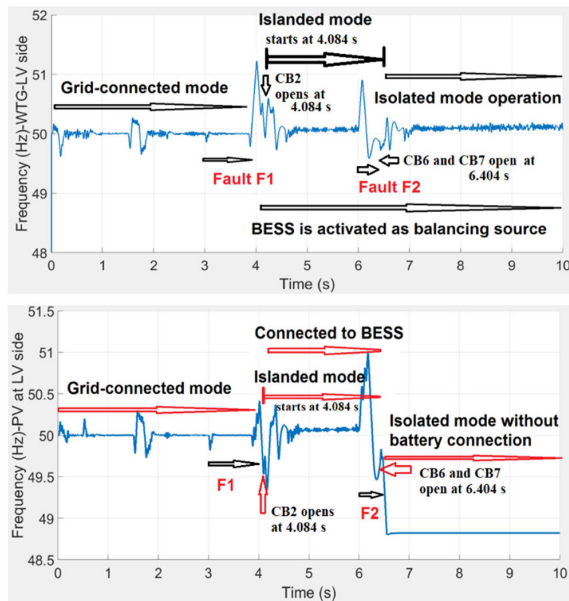 Islanded mode
starts at 4.084 s
52
Frequency (Hz)-WTG-LV side
Grid-connected mode
CB2
opens at
4.084 s
51
Isolated mode operation
50
Fault F1
Fault F2
CB6 and CB7 open at
6.404 s
49
BESS is activated as balancing source
48
0 1 2 3 4 5 6 7 8 9 10
Time (s)
51.5
Frequency (Hz)-PV at LV side
Connected to BESS
51
Grid-connected mode
Islanded mode
starts at 4.084 s
50.5
Isolated mode without
battery connection
50
F1
CB6 and CB7
open at 6.404 s
49.5
CB2 opens
at 4.084 s
F2
49
48.5
0 1 2 3 4 5 6 7 8 9 10
Time (s)